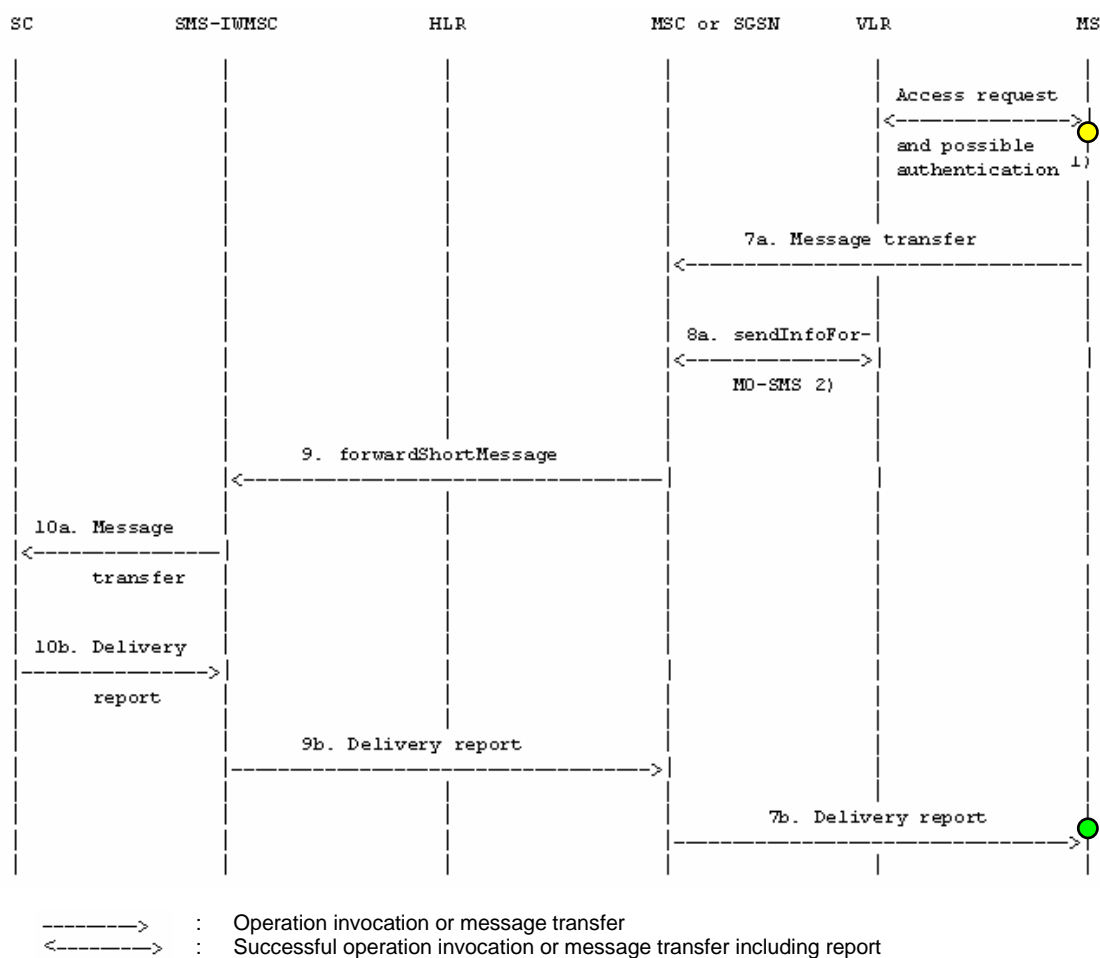 SC SMS-IWMSC HLR MSC or SGSN VLR MS
Access request
and possible
authentication 1)
7a. Message transfer
8a. sendInfoFor-
MO-SMS 2)
9. forwardShortMessage
10a. Message
transfer
10b. Delivery
report
9b. Delivery report
7b. Delivery report
: Operation invocation or message transfer
: Successful operation invocation or message transfer including report